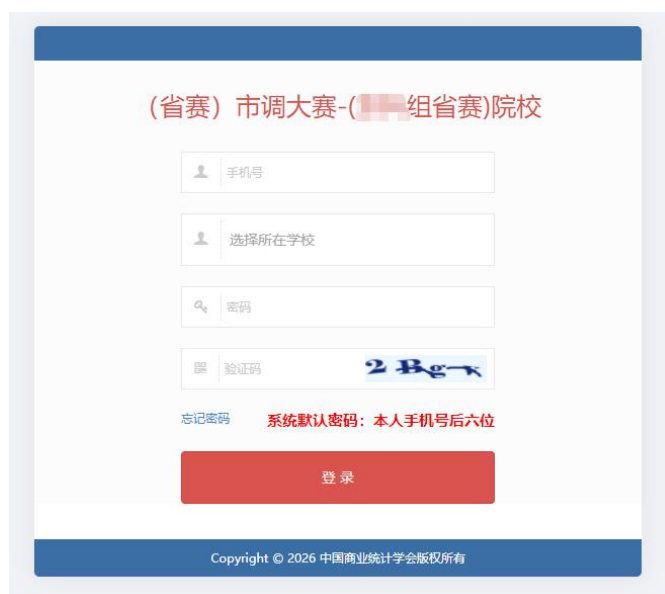 （省赛）市调大赛-(组省赛)院校
手机号
选择所在学校
密码
验证码 2 Bg-x
忘记密码 系统默认密码：本人手机号后六位
登 录
Copyright © 2026 中国商业统计学会版权所有